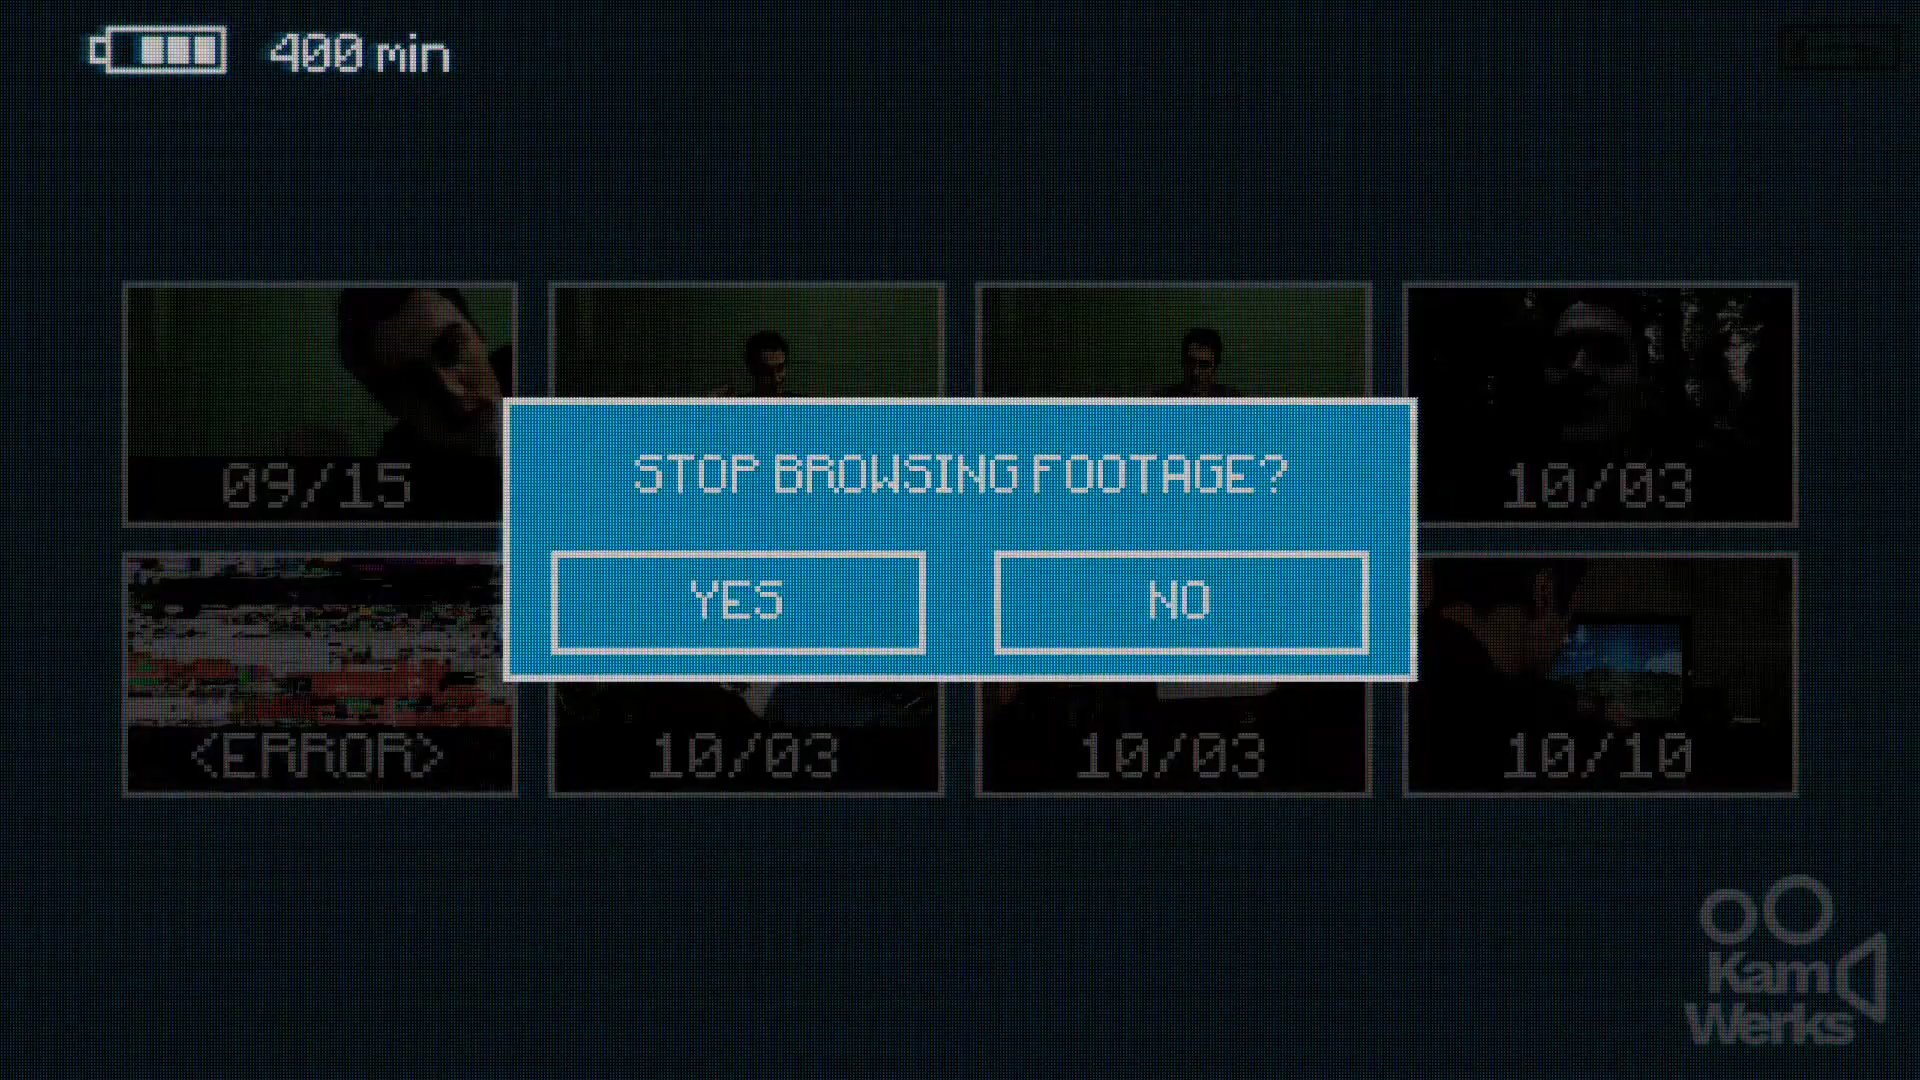 400 min
STOP BROWSING FOOTAGE?
YES
NO
09/15
10/03
<ERROR>
10/03
10/03
10/10
Kam
Werks